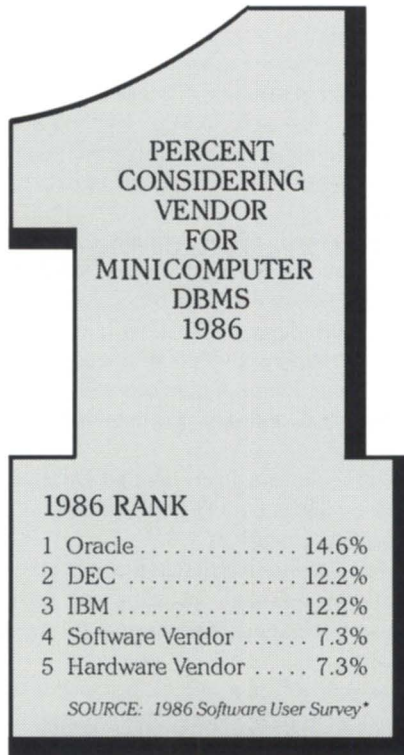 PERCENT
CONSIDERING
VENDOR
FOR
MINICOMPUTER
DBMS
1986
1986 RANK
1 Oracle . . . . . . . . . . . . . . . 14.6%
2 DEC . . . . . . . . . . . . . . . . . 12.2%
3 IBM . . . . . . . . . . . . . . . . . 12.2%
4 Software Vendor . . . . . . 7.3%
5 Hardware Vendor . . . . . 7.3%
SOURCE: 1986 Software User Survey*